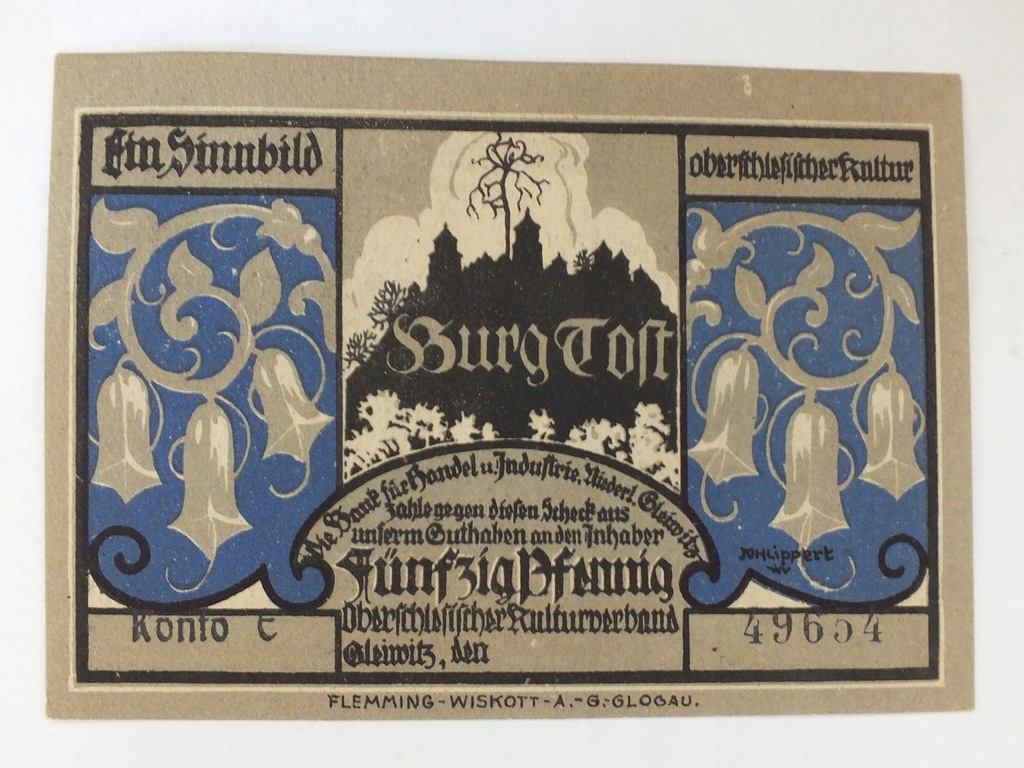 Ein Sinnbild
oberschlesischer Kultur
Burg Tost
Die Bank für Handel u. Industrie, Niederl. Gleiwitz
zahle gegen diesen Scheck aus
unserm Guthaben an den Inhaber
Fünfzig Pfennig
Oberschlesischer Kulturverband
Gleiwitz, den
JOH Lippert
Konto C
49654
FLEMMING-WISKOTT-A.-G.-GLOGAU.